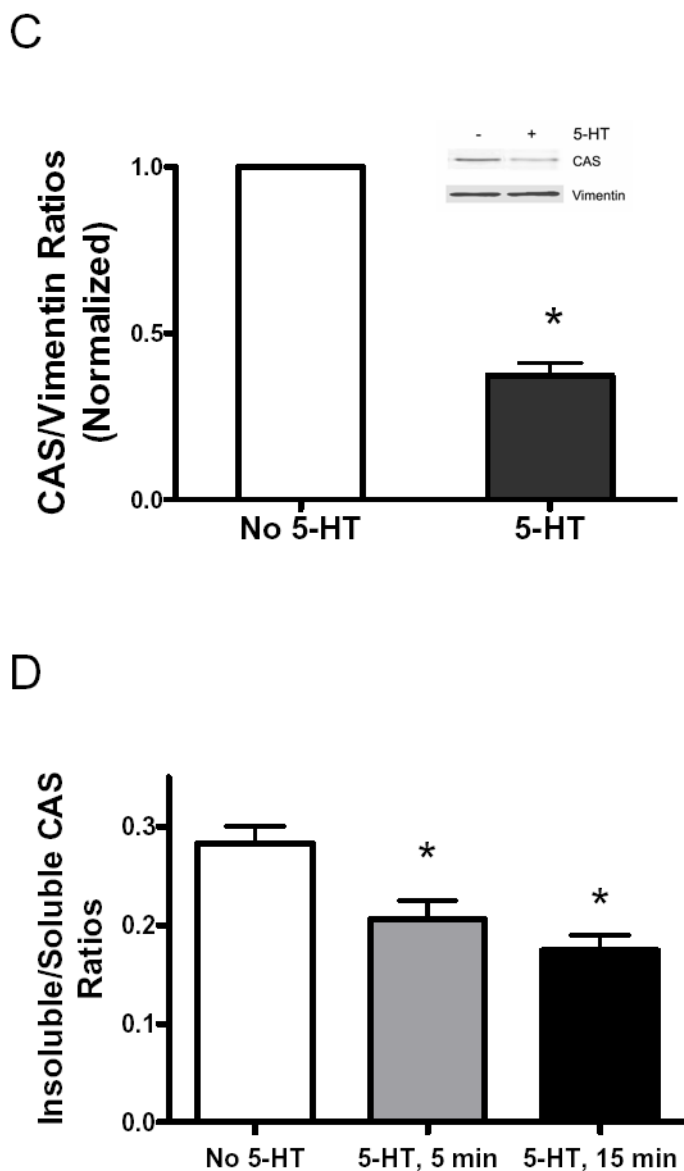 C
- + 5-HT
CAS
Vimentin
CAS/Vimentin Ratios
(Normalized)
1.0
0.5
0.0
*
No 5-HT 5-HT
D
Insoluble/Soluble CAS
Ratios
0.3
0.2
0.1
0.0
*
*
No 5-HT 5-HT, 5 min 5-HT, 15 min